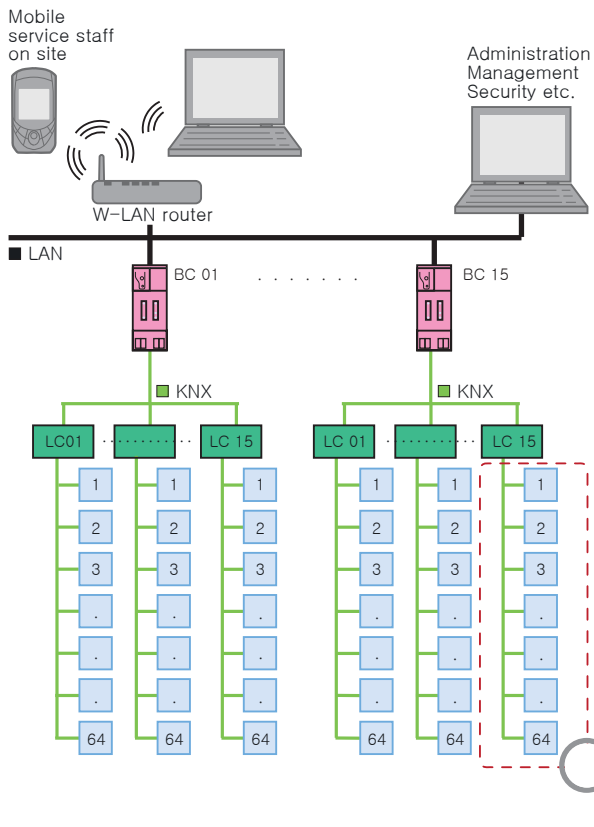 Mobile
service staff
on site
Administration
Management
Security etc.
W-LAN router
LAN
BC 01 . . . . . . . BC 15
KNX KNX
LC01 .......... LC 15 LC 01 .......... LC 15
1 1 1 1 1 1
2 2 2 2 2 2
3 3 3 3 3 3
. . . . . .
. . . . . .
. . . . . .
64 64 64 64 64 64